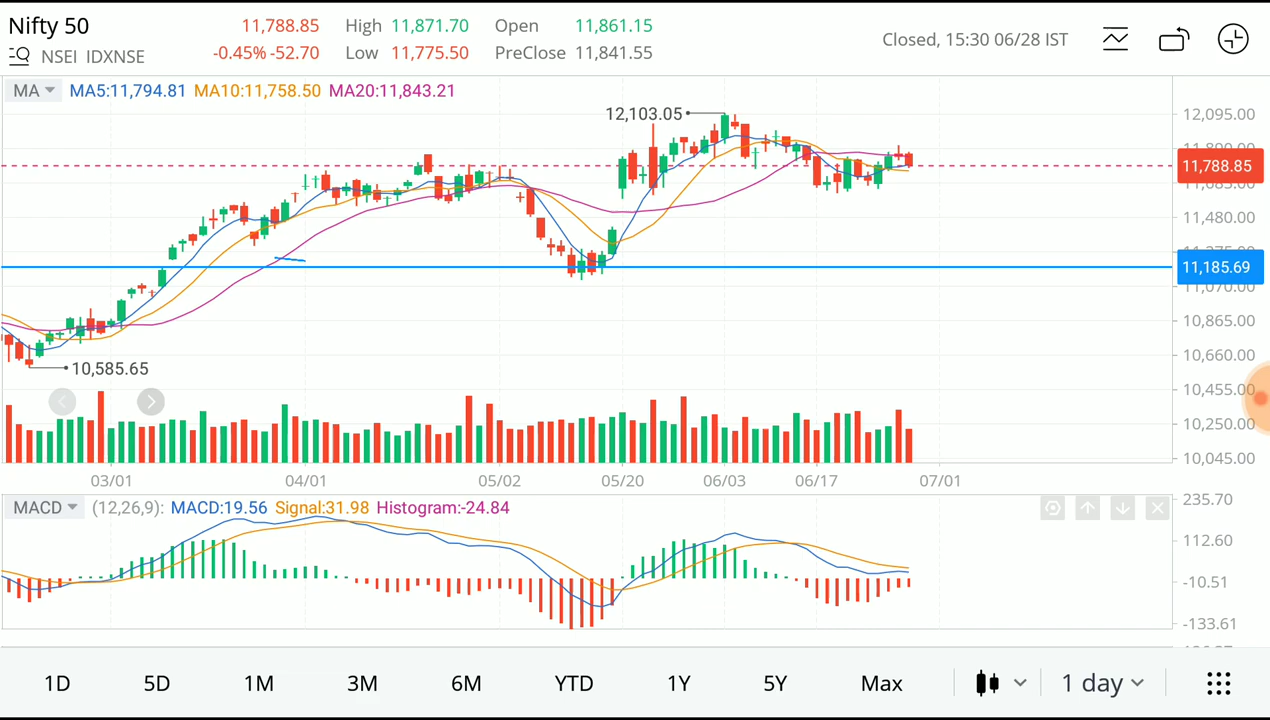 Nifty 50 11,788.85 High 11,871.70 Open 11,861.15
NSEI IDXNSE -0.45% -52.70 Low 11,775.50 PreClose 11,841.55
Closed, 15:30 06/28 IST
MA MA5:11,794.81 MA10:11,758.50 MA20:11,843.21
12,103.05
12,095.00
11,788.85
11,480.00
11,185.69
10,865.00
10,660.00
10,585.65
10,455.00
10,250.00
10,045.00
03/01 04/01 05/02 05/20 06/03 06/17 07/01
MACD (12,26,9): MACD:19.56 Signal:31.98 Histogram:-24.84
235.70
112.60
-10.51
-133.61
1D 5D 1M 3M 6M YTD 1Y 5Y Max 1 day